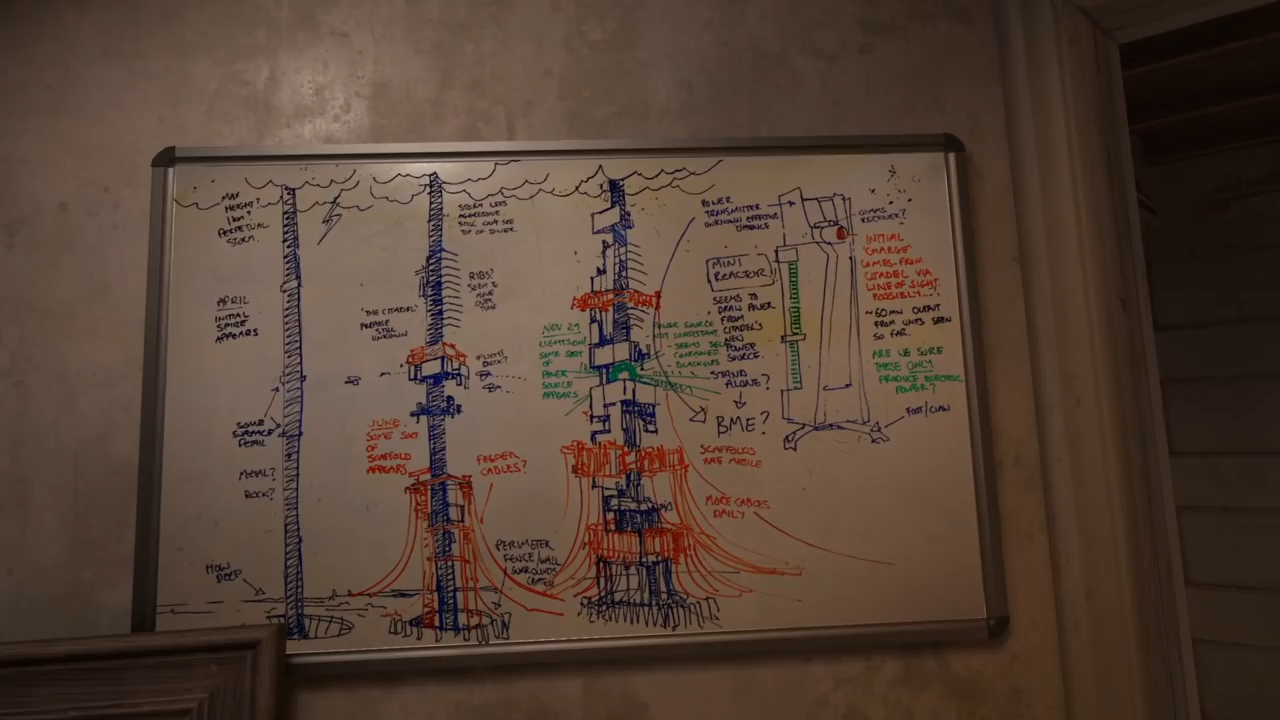 MAX
HEIGHT?
1KM?
PERPETUAL
STORM.
APRIL
INITIAL
SPIRE
APPEARS
SOME
SURFACE
DETAIL
METAL?
ROCK?
HOW
DEEP
STORM LESS
AGGRESSIVE.
STILL CAN'T SEE
TOP OF TOWER.
RIBS?
SEEM TO
MOVE
OVER
TIME
'THE CITADEL'
PURPOSE
STILL
UNKNOWN
FLIGHT
DECK?
JUNE
SOME SORT
OF
SCAFFOLD
APPEARS
FEEDER
CABLES?
PERIMETER
FENCE/WALL
SURROUNDS
NOV 29
LIGHTSHOW!
SOME SORT
OF
POWER
SOURCE
APPEARS
POWER SOURCE
NOT CONSISTENT.
- SEEMS SELF
CONTAINED.
- BLACKHOLE
SCAFFOLDS
ARE MOBILE
MORE CABLES
DAILY
POWER
TRANSMITTER
UNKNOWN EFFECTIVE
DISTANCE
MINI
REACTOR
SEEMS TO
DRAW POWER
FROM
CITADEL'S
NEW
POWER
SOURCE.
STAND
ALONE?
BME?
COMMS
RECEIVER?
INITIAL
'CHARGE'
COMES FROM
CITADEL VIA
LINE OF SIGHT.
POSSIBLY....
~60MW OUTPUT
FROM UNITS SEEN
SO FAR.
ARE WE SURE
THESE ONLY
PRODUCE ELECTRIC
POWER?
FOOT/CLAW